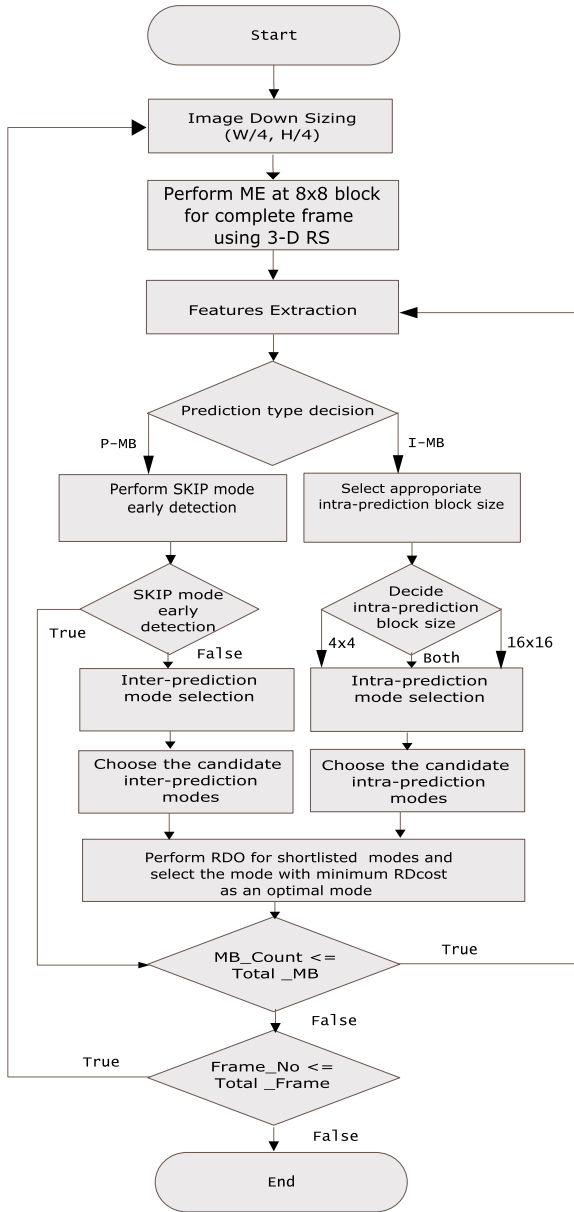 Start
Image Down Sizing
(W/4, H/4)
Perform ME at 8x8 block
for complete frame
using 3-D RS
Features Extraction
Prediction type decision
P-MB
I-MB
Perform SKIP mode
early detection
Select approporiate
intra-prediction block size
SKIP mode
early
detection
True
False
Decide
intra-prediction
block size
4x4
Both
16x16
Inter-prediction
mode selection
Intra-prediction
mode selection
Choose the candidate
inter-prediction
modes
Choose the candidate
intra-prediction
modes
Perform RDO for shortlisted modes and
select the mode with minimum RDcost
as an optimal mode
MB_Count <=
Total _MB
True
False
Frame_No <=
Total _Frame
True
False
End